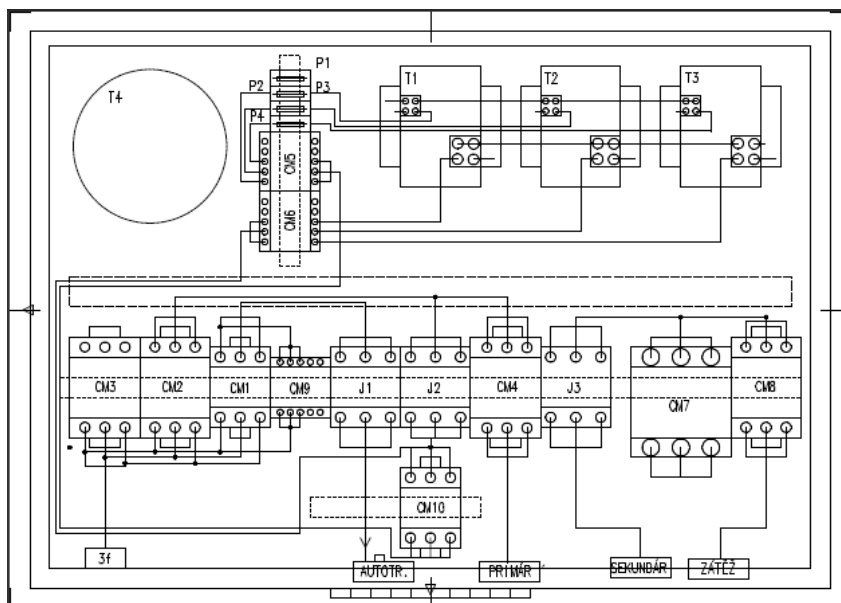 P1
T1
T2
T3
P2
P3
T4
P4
CM5
CM6
CM3
CM2
CM1
CM9
J1
J2
CM4
J3
CM7
CM8
CM10
3f
AUTOTR.
PRIMÁR
SEKUNDÁR
ZÁTĚŽ